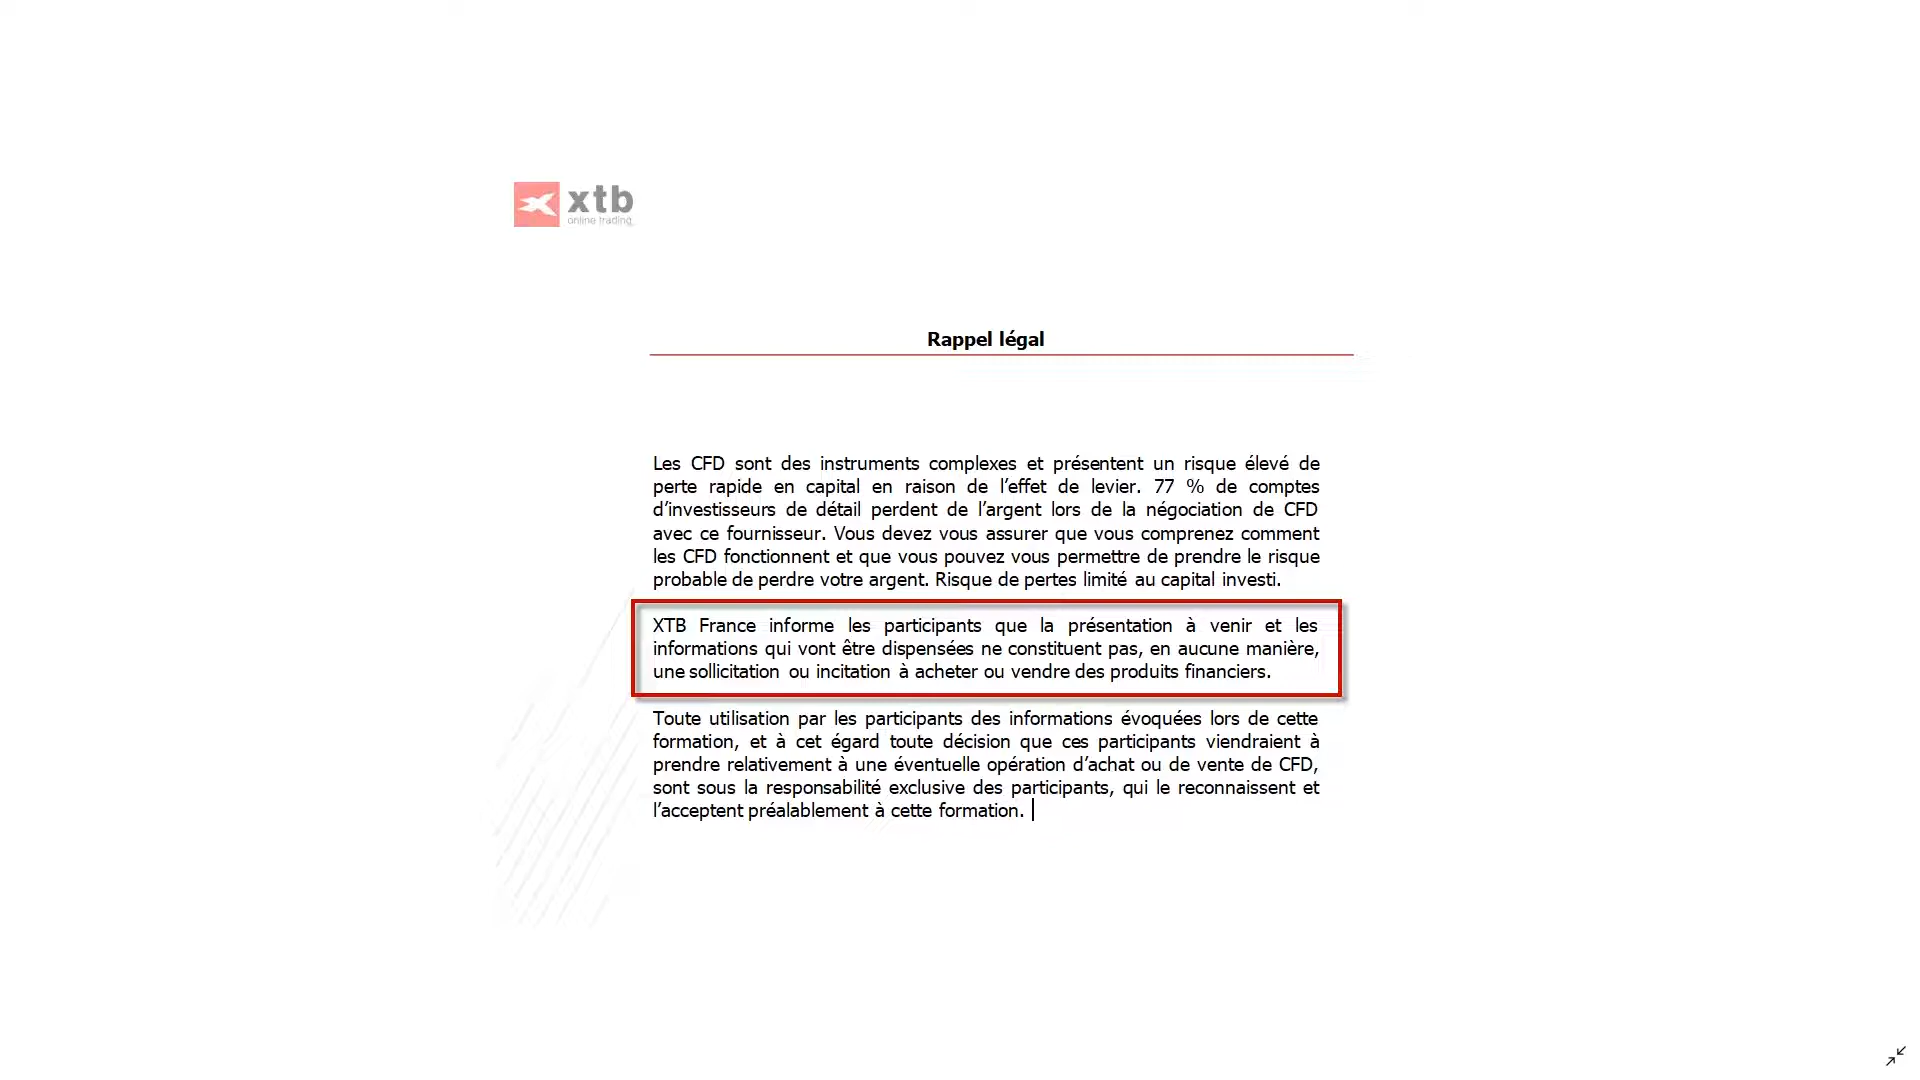 xtb
online trading
Rappel légal
Les CFD sont des instruments complexes et présentent un risque élevé de
perte rapide en capital en raison de l’effet de levier. 77 % de comptes
d’investisseurs de détail perdent de l’argent lors de la négociation de CFD
avec ce fournisseur. Vous devez vous assurer que vous comprenez comment
les CFD fonctionnent et que vous pouvez vous permettre de prendre le risque
probable de perdre votre argent. Risque de pertes limité au capital investi.
XTB France informe les participants que la présentation à venir et les
informations qui vont être dispensées ne constituent pas, en aucune manière,
une sollicitation ou incitation à acheter ou vendre des produits financiers.
Toute utilisation par les participants des informations évoquées lors de cette
formation, et à cet égard toute décision que ces participants viendraient à
prendre relativement à une éventuelle opération d’achat ou de vente de CFD,
sont sous la responsabilité exclusive des participants, qui le reconnaissent et
l’acceptent préalablement à cette formation.